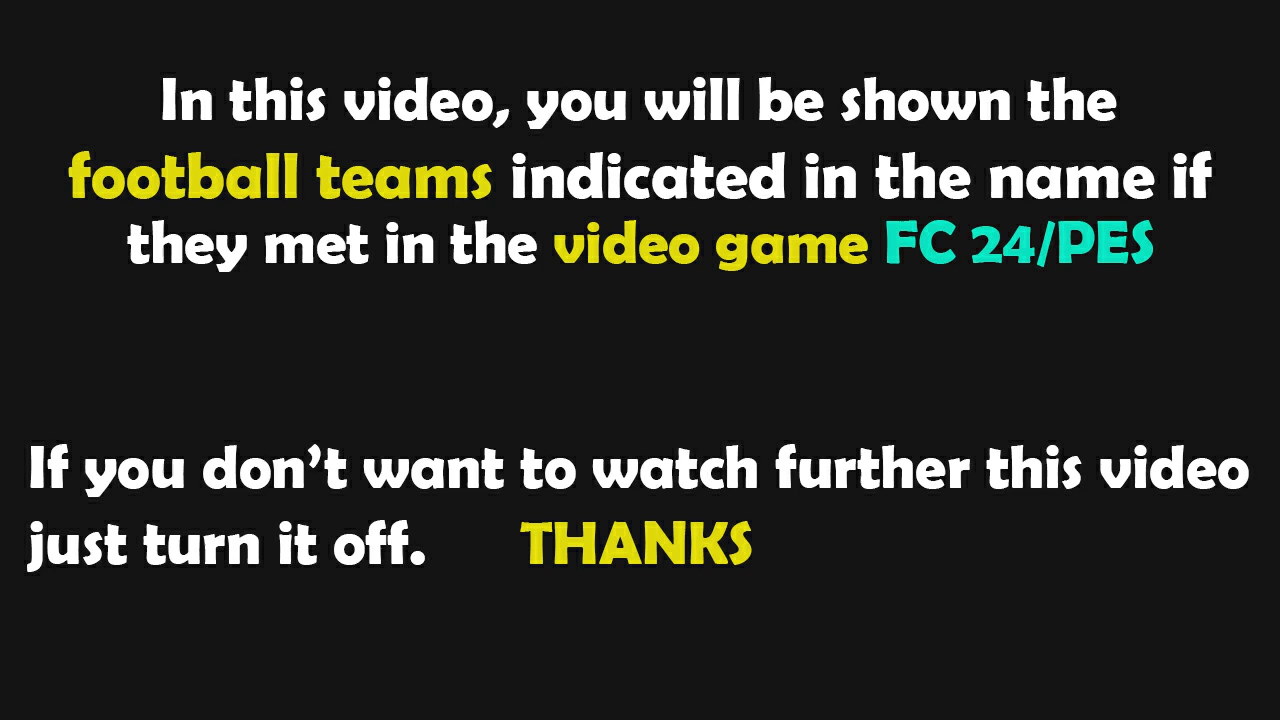 In this video, you will be shown the
football teams indicated in the name if
they met in the video game FC 24/PES
If you don’t want to watch further this video
just turn it off. THANKS